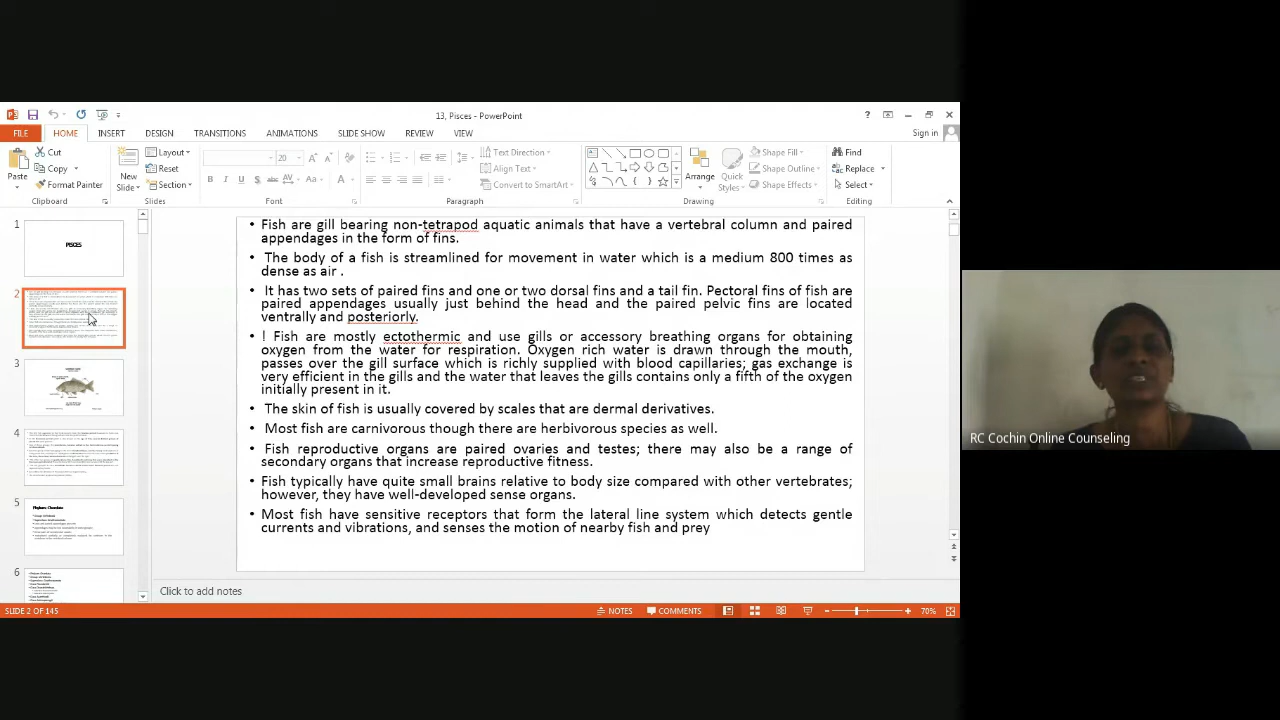 13, Pisces - PowerPoint
FILE HOME INSERT DESIGN TRANSITIONS ANIMATIONS SLIDE SHOW REVIEW VIEW Sign in
Paste Cut Copy Format Painter Clipboard
New Slide Layout Reset Section Slides
20 Font
Text Direction Align Text Convert to SmartArt Paragraph
Arrange Quick Styles Shape Fill Shape Outline Shape Effects Drawing
Find Replace Select Editing
1 PISCES
2
3
4
5
6
• Fish are gill bearing non-tetrapod aquatic animals that have a vertebral column and paired
appendages in the form of fins.
• The body of a fish is streamlined for movement in water which is a medium 800 times as
dense as air .
• It has two sets of paired fins and one or two dorsal fins and a tail fin. Pectoral fins of fish are
paired appendages usually just behind the head and the paired pelvic fins are located
ventrally and posteriorly.
• ! Fish are mostly ectothermic and use gills or accessory breathing organs for obtaining
oxygen from the water for respiration. Oxygen rich water is drawn through the mouth,
passes over the gill surface which is richly supplied with blood capillaries; gas exchange is
very efficient in the gills and the water that leaves the gills contains only a fifth of the oxygen
initially present in it.
• The skin of fish is usually covered by scales that are dermal derivatives.
• Most fish are carnivorous though there are herbivorous species as well.
• Fish reproductive organs are paired ovaries and testes; there may also be a range of
secondary organs that increase reproductive fitness.
• Fish typically have quite small brains relative to body size compared with other vertebrates;
however, they have well-developed sense organs.
• Most fish have sensitive receptors that form the lateral line system which detects gentle
currents and vibrations, and senses the motion of nearby fish and prey
Click to add notes
SLIDE 2 OF 145 NOTES COMMENTS 70%
C Cochin Online Counseling